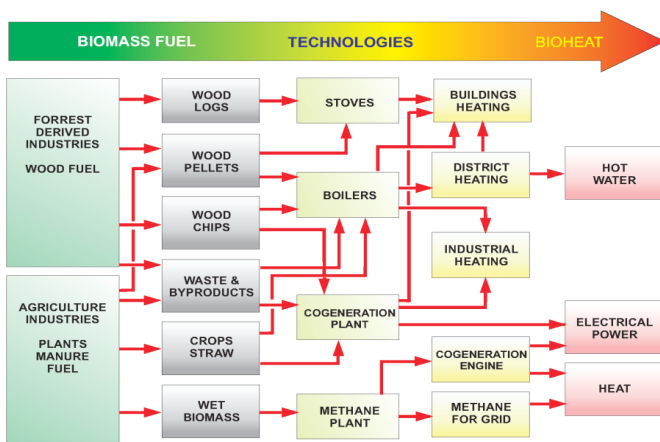 BIOMASS FUEL
TECHNOLOGIES
BIOHEAT
FORREST
DERIVED
INDUSTRIES
WOOD FUEL
AGRICULTURE
INDUSTRIES
PLANTS
MANURE
FUEL
WOOD
LOGS
WOOD
PELLETS
WOOD
CHIPS
WASTE &
BYPRODUCTS
CROPS
STRAW
WET
BIOMASS
STOVES
BOILERS
COGENERATION
PLANT
METHANE
PLANT
BUILDINGS
HEATING
DISTRICT
HEATING
INDUSTRIAL
HEATING
COGENERATION
ENGINE
METHANE
FOR GRID
HOT
WATER
ELECTRICAL
POWER
HEAT